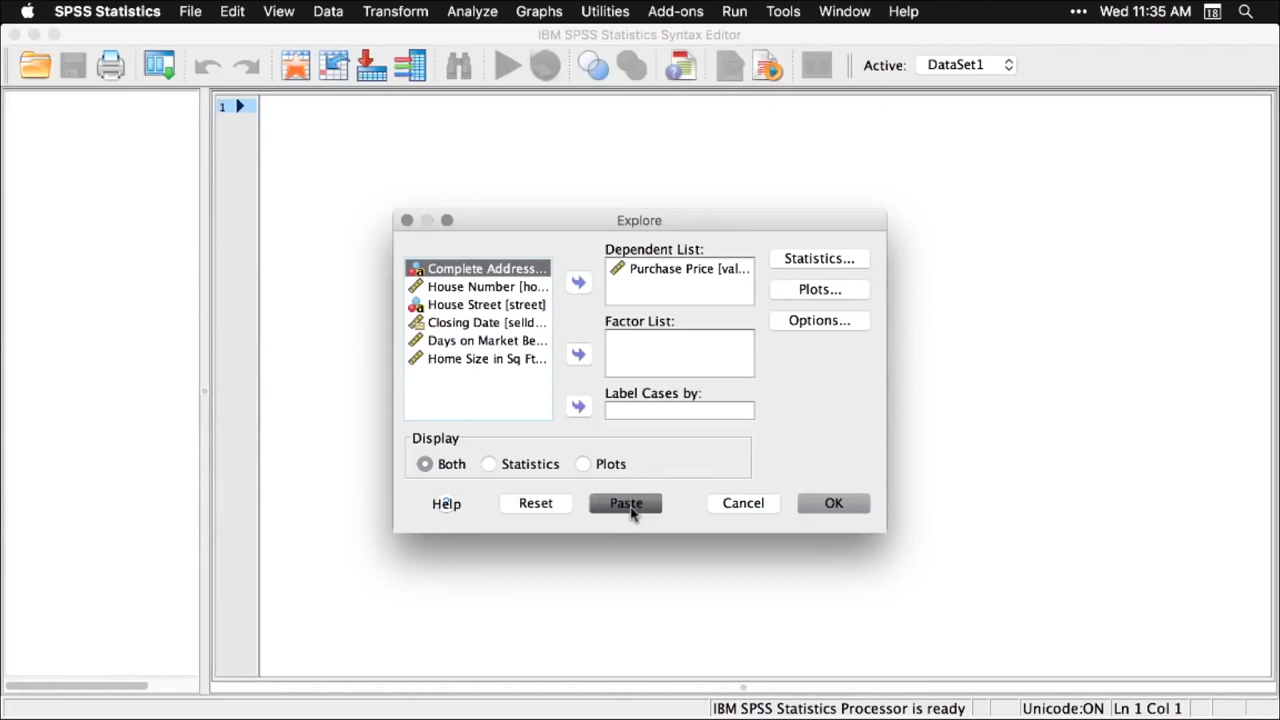 SPSS Statistics File Edit View Data Transform Analyze Graphs Utilities Add-ons Run Tools Window Help ••• Wed 11:35 AM 18
IBM SPSS Statistics Syntax Editor
Active: DataSet1
1
Explore
Complete Address...
House Number [ho...
House Street [street]
Closing Date [selld...
Days on Market Be...
Home Size in Sq Ft...
Dependent List:
Purchase Price [val...
Factor List:
Label Cases by:
Statistics...
Plots...
Options...
Display
Both Statistics Plots
Help Reset Paste Cancel OK
IBM SPSS Statistics Processor is ready Unicode:ON Ln 1 Col 1